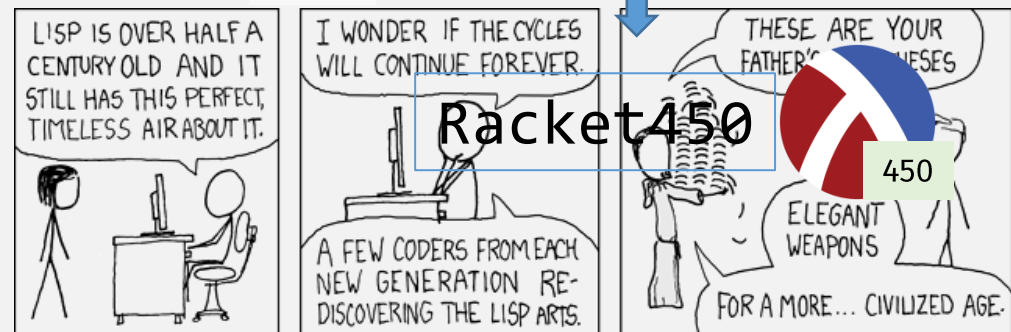 LISP IS OVER HALF A
CENTURY OLD AND IT
STILL HAS THIS PERFECT,
TIMELESS AIR ABOUT IT.
I WONDER IF THE CYCLES
WILL CONTINUE FOREVER.
A FEW CODERS FROM EACH
NEW GENERATION RE-
DISCOVERING THE LISP ARTS.
THESE ARE YOUR
FATHER'S
Racket450
450
ELEGANT
WEAPONS
FOR A MORE... CIVILIZED AGE.